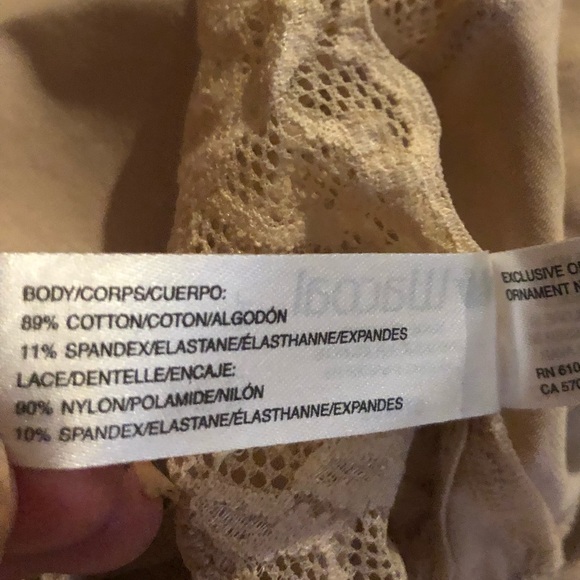 BODY/CORPS/CUERPO:
89% COTTON/COTON/ALGODÓN
11% SPANDEX/ELASTANE/ÉLASTHANNE/EXPANDES
LACE/DENTELLE/ENCAJE:
90% NYLON/POLAMIDE/NILÓN
10% SPANDEX/ELASTANE/ÉLASTHANNE/EXPANDES
Wacoal
EXCLUSIVE
ORNAMENT
RN 610
CA 570